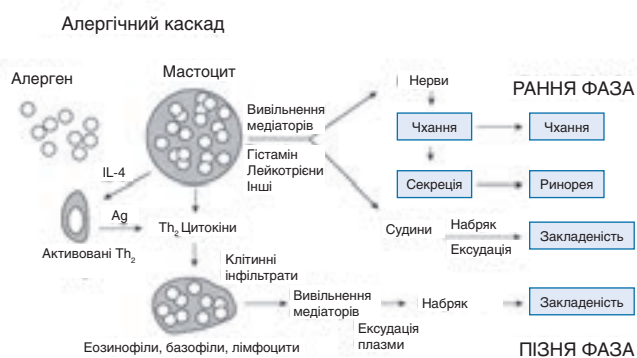 Алергічний каскад
Алерген
Мастоцит
Нерви
РАННЯ ФАЗА
Вивільнення
медіаторів
Чхання
Чхання
Гістамін
Лейкотрієни
Інші
IL-4
Секреція
Ринорея
Ag
Th2 Цитокіни
Активовані Th2
Судини
Набряк
Ексудація
Закладеність
Клітинні
інфільтрати
Вивільнення
медіаторів
Набряк
Закладеність
Ексудація
плазми
Еозинофіли, базофіли, лімфоцити
ПІЗНЯ ФАЗА